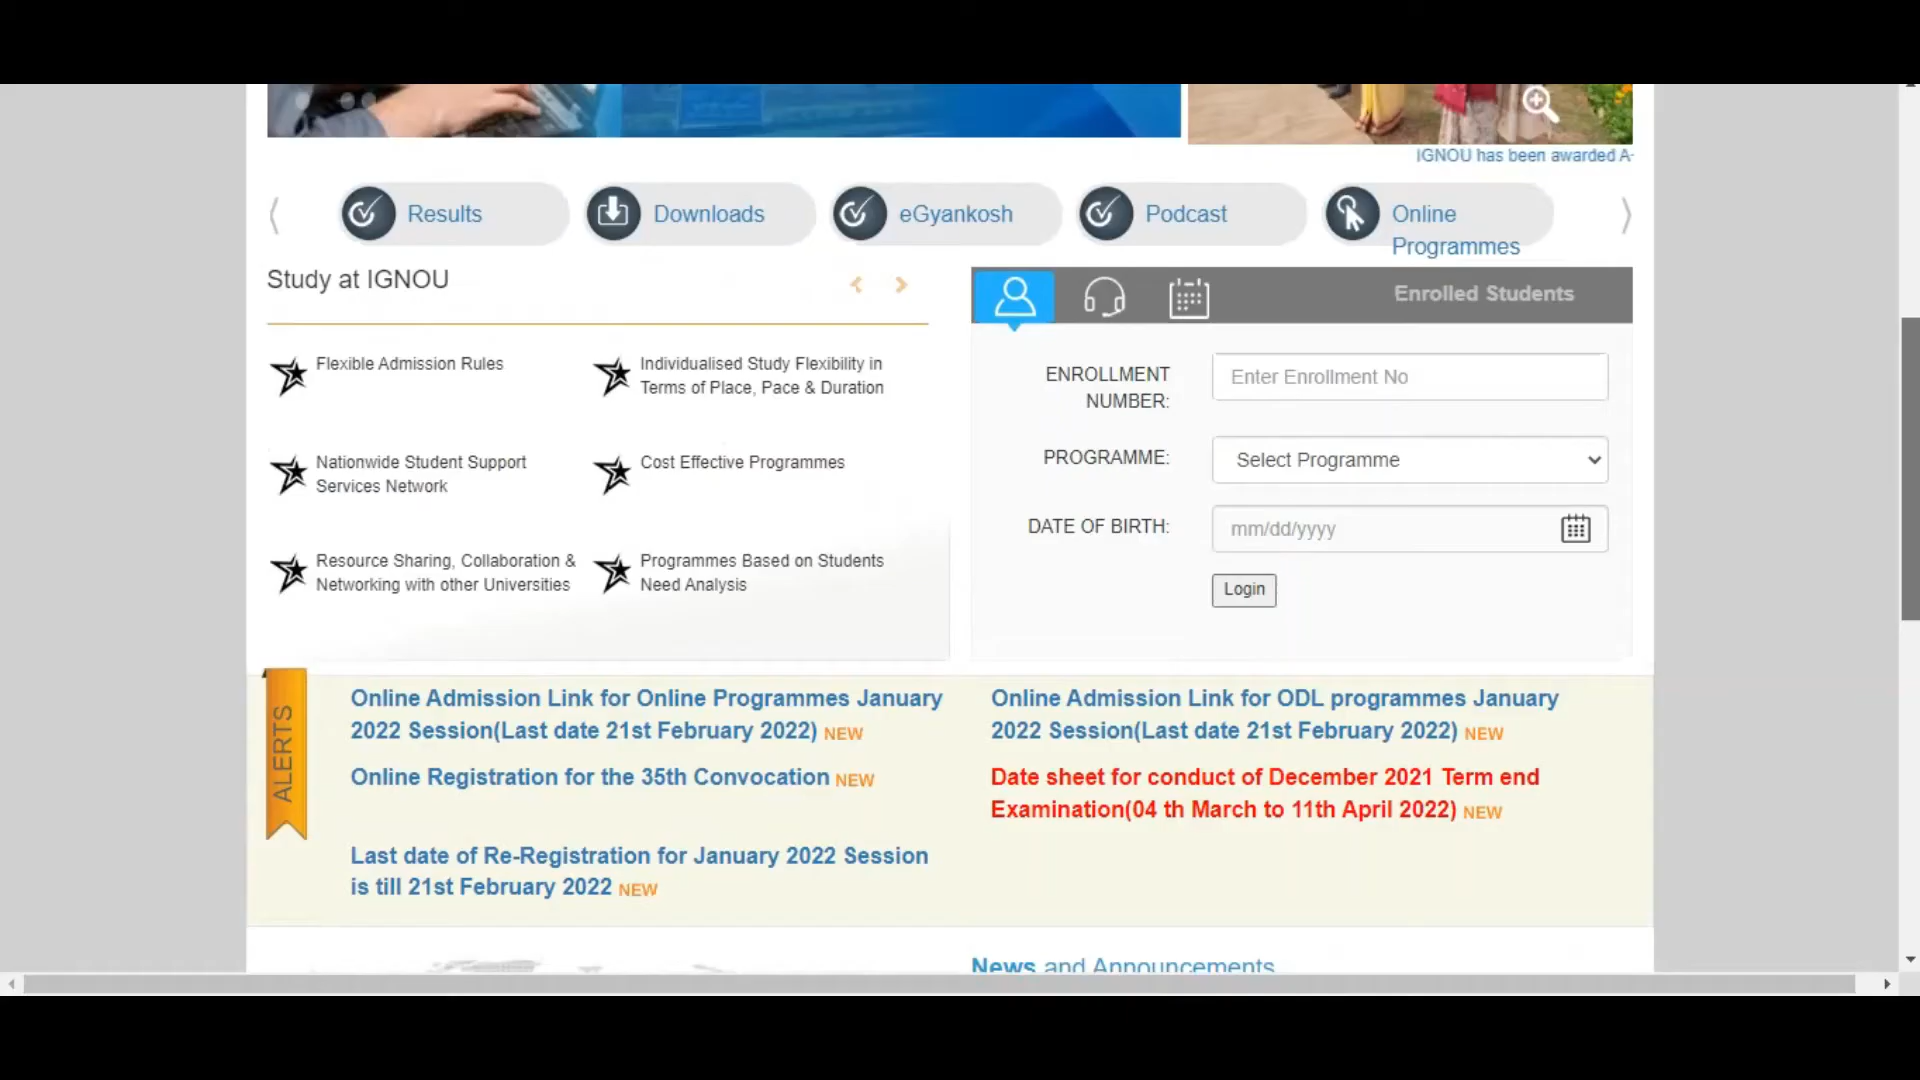 IGNOU has been awarded A-
Results
Downloads
eGyankosh
Podcast
Online
Programmes
Study at IGNOU
Flexible Admission Rules
Individualised Study Flexibility in
Terms of Place, Pace & Duration
Nationwide Student Support
Services Network
Cost Effective Programmes
Resource Sharing, Collaboration &
Networking with other Universities
Programmes Based on Students
Need Analysis
Enrolled Students
ENROLLMENT
NUMBER:
Enter Enrollment No
PROGRAMME:
Select Programme
DATE OF BIRTH:
mm/dd/yyyy
Login
ALERTS
Online Admission Link for Online Programmes January
2022 Session(Last date 21st February 2022) NEW
Online Admission Link for ODL programmes January
2022 Session(Last date 21st February 2022) NEW
Online Registration for the 35th Convocation NEW
Date sheet for conduct of December 2021 Term end
Examination(04 th March to 11th April 2022) NEW
Last date of Re-Registration for January 2022 Session
is till 21st February 2022 NEW
News and Announcements